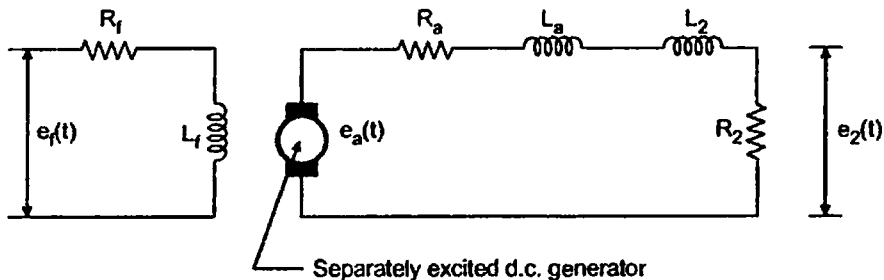 R_f
R_a
L_a
L_2
e_f(t)
L_f
e_a(t)
R_2
e_2(t)
Separately excited d.c. generator